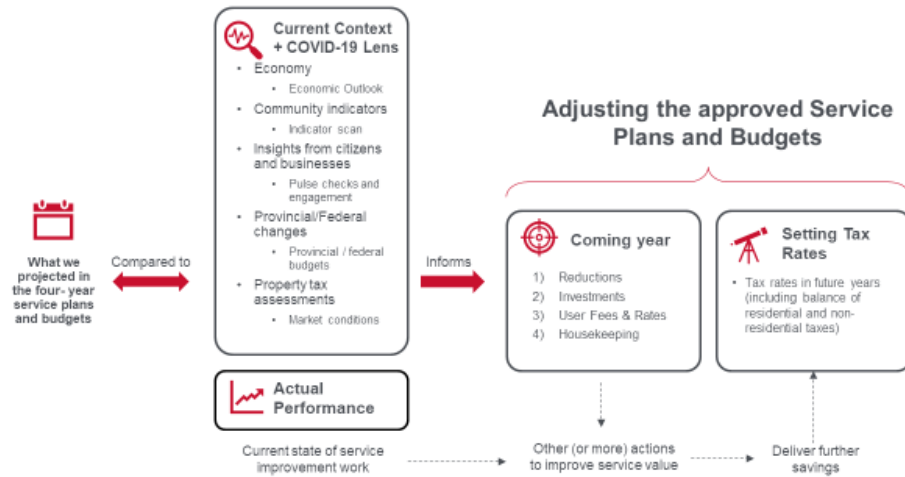 Current Context
+ COVID-19 Lens
• Economy
• Economic Outlook
• Community indicators
• Indicator scan
• Insights from citizens
and businesses
• Pulse checks and
engagement
• Provincial/Federal
changes
• Provincial / federal
budgets
• Property tax
assessments
• Market conditions
What we
projected in
the four- year
service plans
and budgets
Compared to
Informs
Actual
Performance
Current state of service
improvement work
Adjusting the approved Service
Plans and Budgets
Coming year
1) Reductions
2) Investments
3) User Fees & Rates
4) Housekeeping
Setting Tax
Rates
• Tax rates in future years
(including balance of
residential and non-
residential taxes)
Other (or more) actions
to improve service value
Deliver further
savings